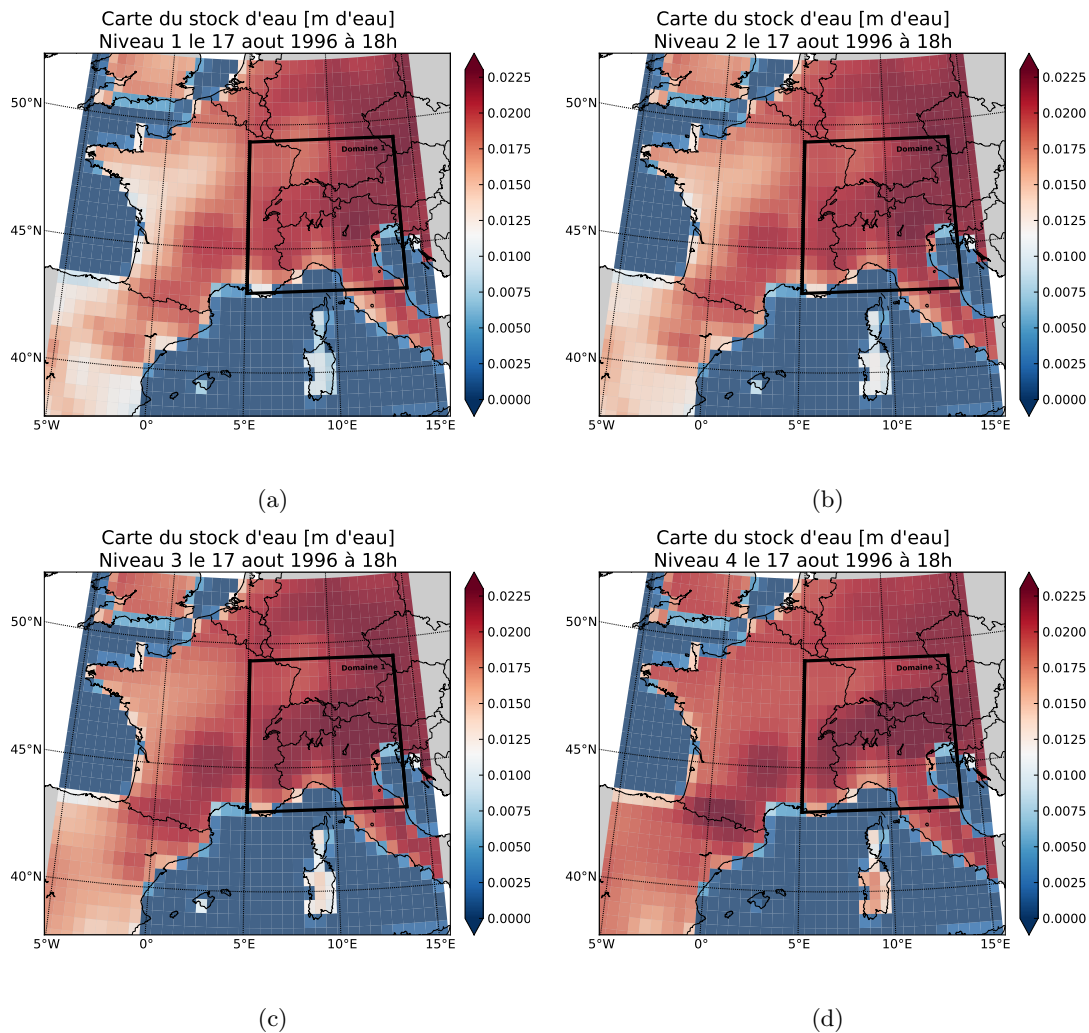 Carte du stock d'eau [m d'eau]
Niveau 1 le 17 aout 1996 à 18h
50°N
45°N
40°N
5°W
0°
5°E
10°E
15°E
Domaine 1
0.0225
0.0200
0.0175
0.0150
0.0125
0.0100
0.0075
0.0050
0.0025
0.0000
(a)
Carte du stock d'eau [m d'eau]
Niveau 2 le 17 aout 1996 à 18h
50°N
45°N
40°N
5°W
0°
5°E
10°E
15°E
Domaine 1
0.0225
0.0200
0.0175
0.0150
0.0125
0.0100
0.0075
0.0050
0.0025
0.0000
(b)
Carte du stock d'eau [m d'eau]
Niveau 3 le 17 aout 1996 à 18h
50°N
45°N
40°N
5°W
0°
5°E
10°E
15°E
Domaine 1
0.0225
0.0200
0.0175
0.0150
0.0125
0.0100
0.0075
0.0050
0.0025
0.0000
(c)
Carte du stock d'eau [m d'eau]
Niveau 4 le 17 aout 1996 à 18h
50°N
45°N
40°N
5°W
0°
5°E
10°E
15°E
Domaine 1
0.0225
0.0200
0.0175
0.0150
0.0125
0.0100
0.0075
0.0050
0.0025
0.0000
(d)